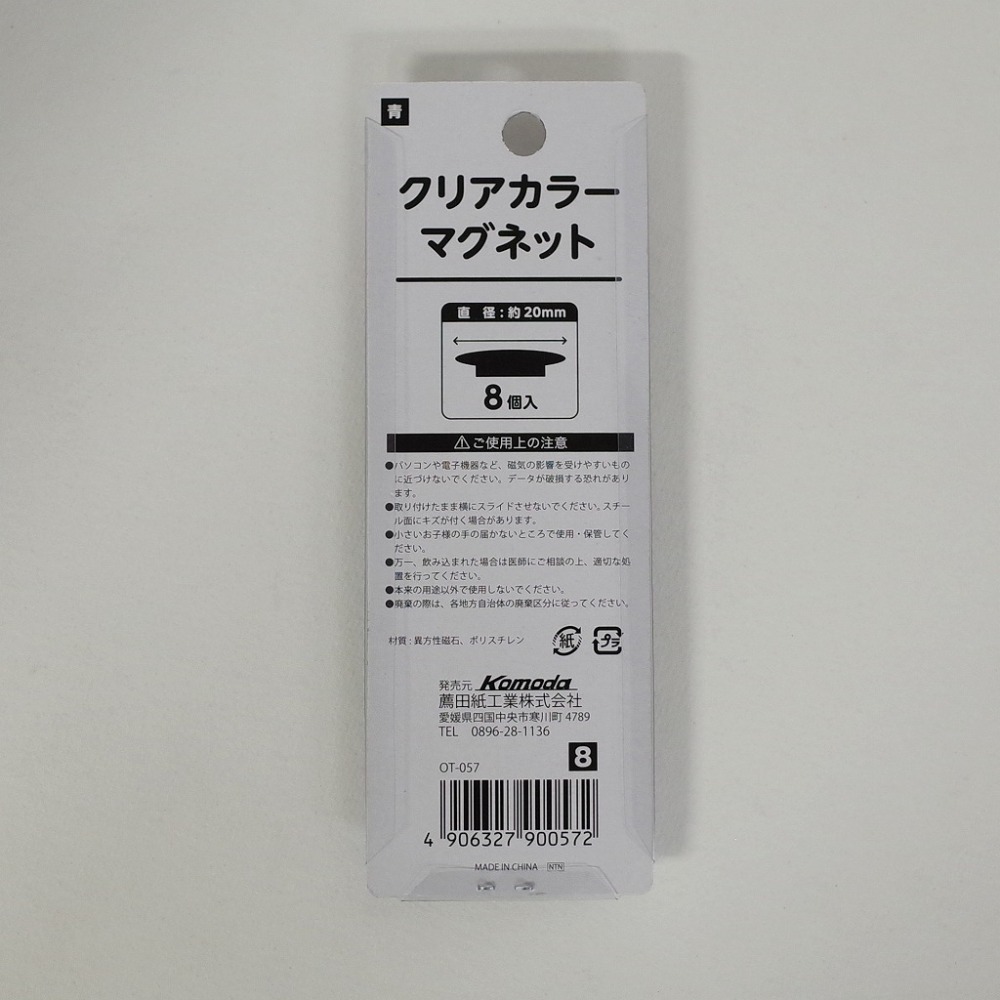 青
クリアカラー
マグネット
直 径:約20mm
8個入
⚠ご使用上の注意
●パソコンや電子機器など、磁気の影響を受けやすいもの
に近づけないでください。データが破損する恐れがあり
ます。
●取り付けたまま横にスライドさせないでください。スチー
ル面にキズが付く場合があります。
●小さいお子様の手の届かないところで使用・保管してく
ださい。
●万一、飲み込まれた場合は医師にご相談の上、適切な処
置を行ってください。
●本来の用途以外で使用しないでください。
●廃棄の際は、各地方自治体の廃棄区分に従ってください。
材質:異方性磁石、ポリスチレン 紙 プラ
発売元 Komoda
薦田紙工業株式会社
愛媛県四国中央市寒川町 4789
TEL 0896-28-1136
8
OT-057
4 906327 900572
MADE IN CHINA NTN